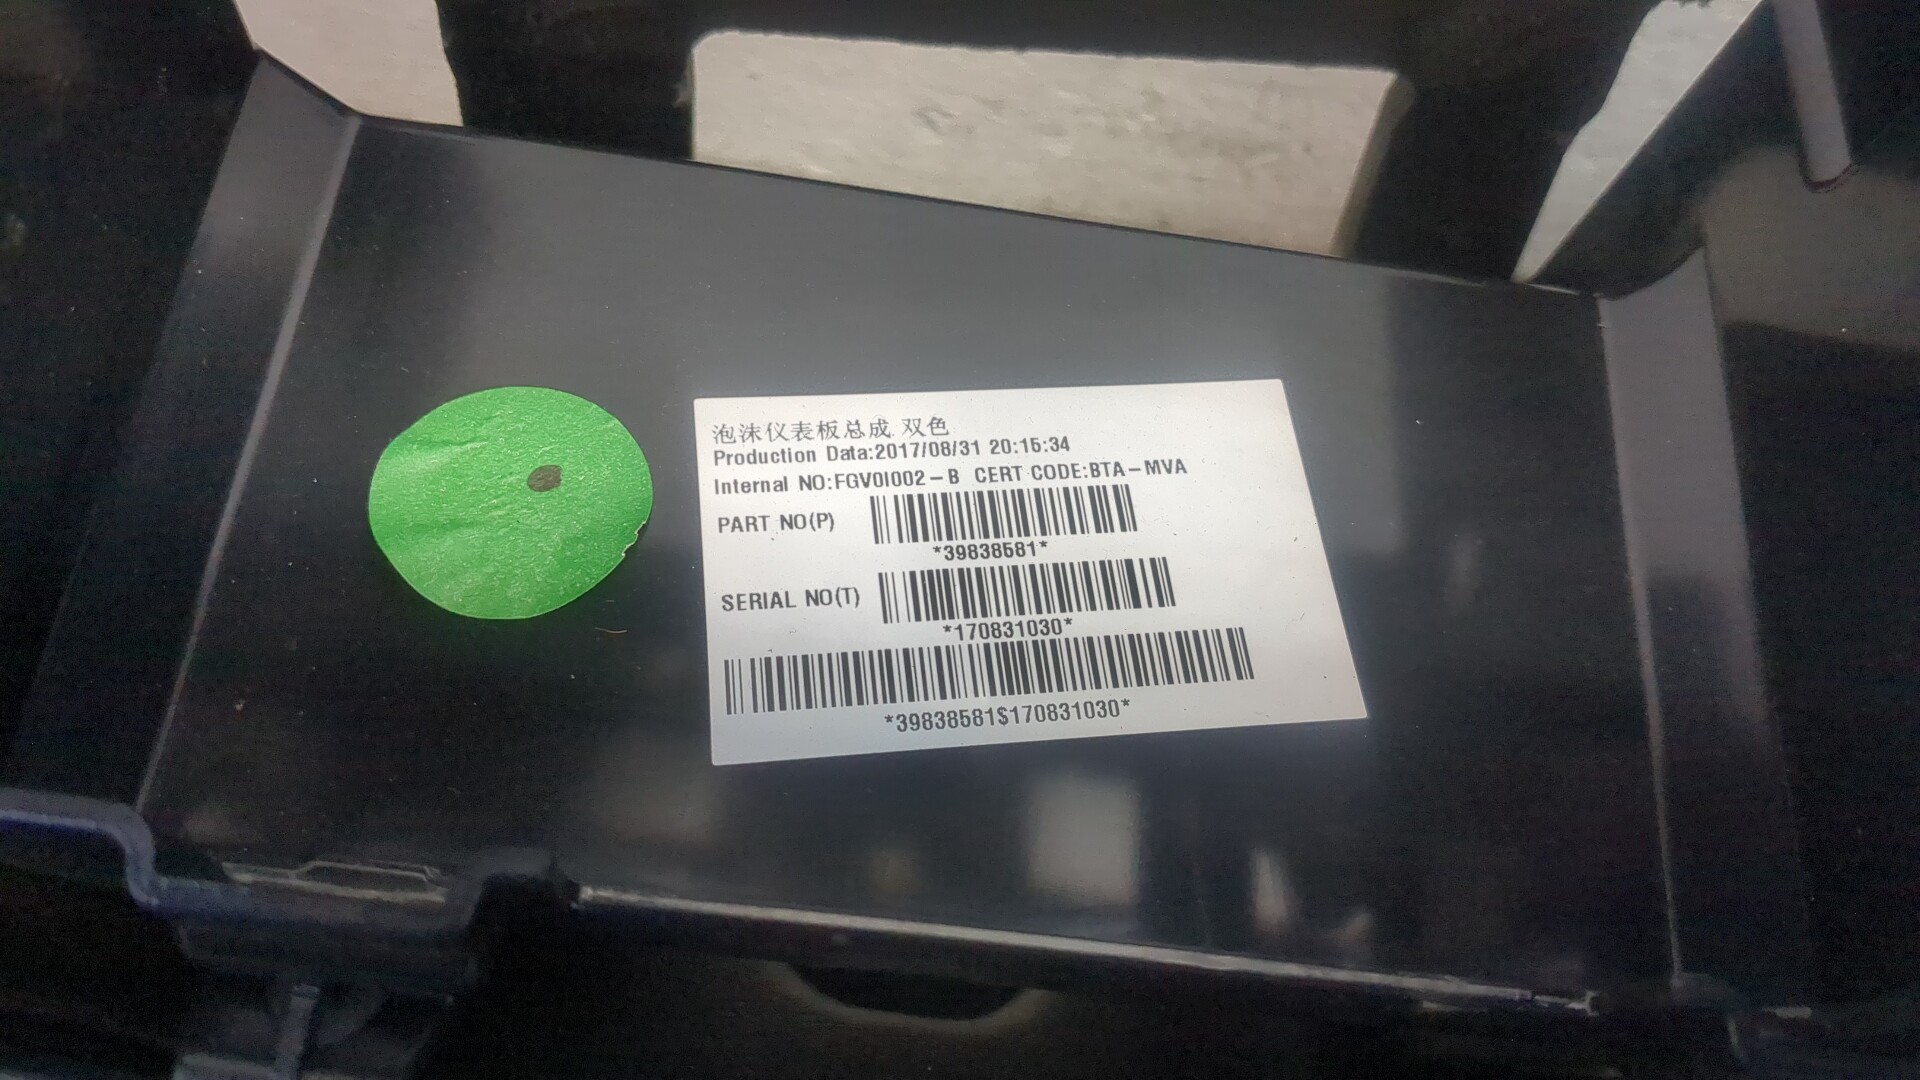 泡沫仪表板总成.双色
Production Data:2017/08/31 20:15:34
Internal NO:FGV0I002-B CERT CODE:BTA-MVA
PART NO(P)
*39838581*
SERIAL NO(T)
*170831030*
*39838581$170831030*